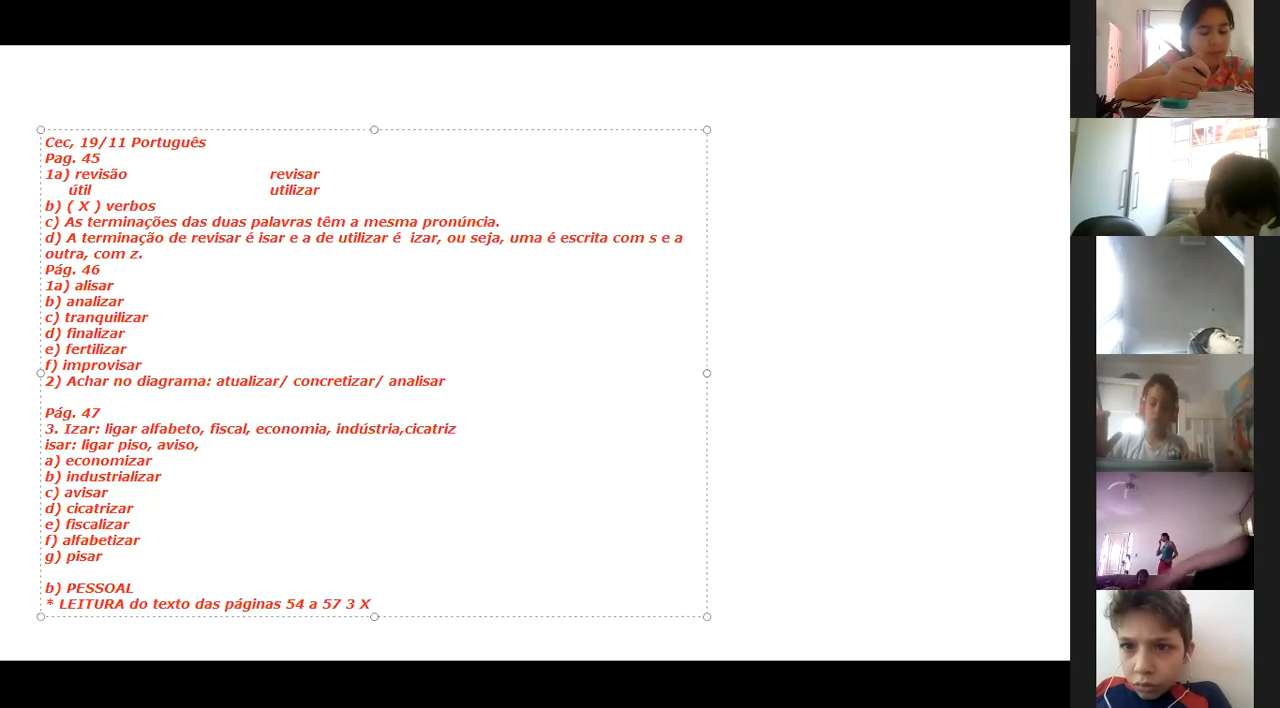 Cec, 19/11 Português
Pag. 45
1a) revisão revisar
útil utilizar
b) ( X ) verbos
c) As terminações das duas palavras têm a mesma pronúncia.
d) A terminação de revisar é isar e a de utilizar é izar, ou seja, uma é escrita com s e a
outra, com z.
Pág. 46
1a) alisar
b) analizar
c) tranquilizar
d) finalizar
e) fertilizar
f) improvisar
2) Achar no diagrama: atualizar/ concretizar/ analisar
Pág. 47
3. Izar: ligar alfabeto, fiscal, economia, indústria,cicatriz
isar: ligar piso, aviso,
a) economizar
b) industrializar
c) avisar
d) cicatrizar
e) fiscalizar
f) alfabetizar
g) pisar
b) PESSOAL
* LEITURA do texto das páginas 54 a 57 3 X